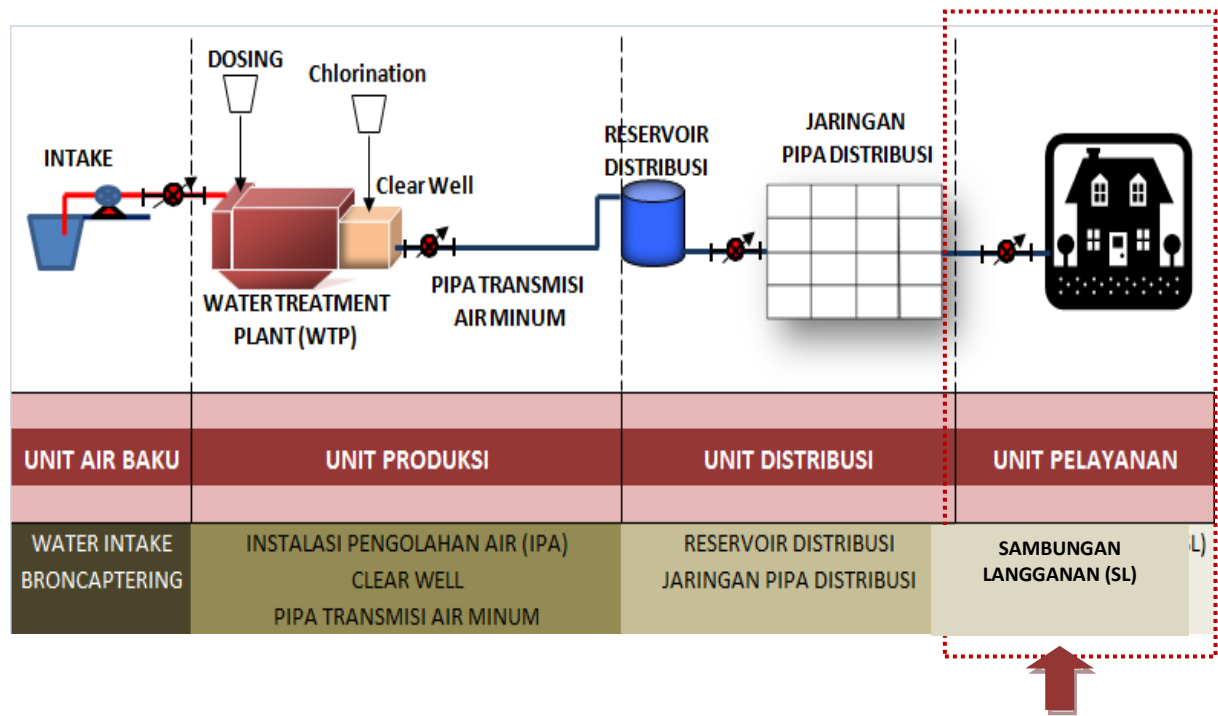 DOSING
Chlorination
INTAKE
Clear Well
WATER TREATMENT
PLANT (WTP)
PIPA TRANSMISI
AIR MINUM
RESERVOIR
DISTRIBUSI
JARINGAN
PIPA DISTRIBUSI
UNIT AIR BAKU
UNIT PRODUKSI
UNIT DISTRIBUSI
UNIT PELAYANAN
WATER INTAKE
BRONCAPTERING
INSTALASI PENGOLAHAN AIR (IPA)
CLEAR WELL
PIPA TRANSMISI AIR MINUM
RESERVOIR DISTRIBUSI
JARINGAN PIPA DISTRIBUSI
SAMBUNGAN
LANGGANAN (SL)